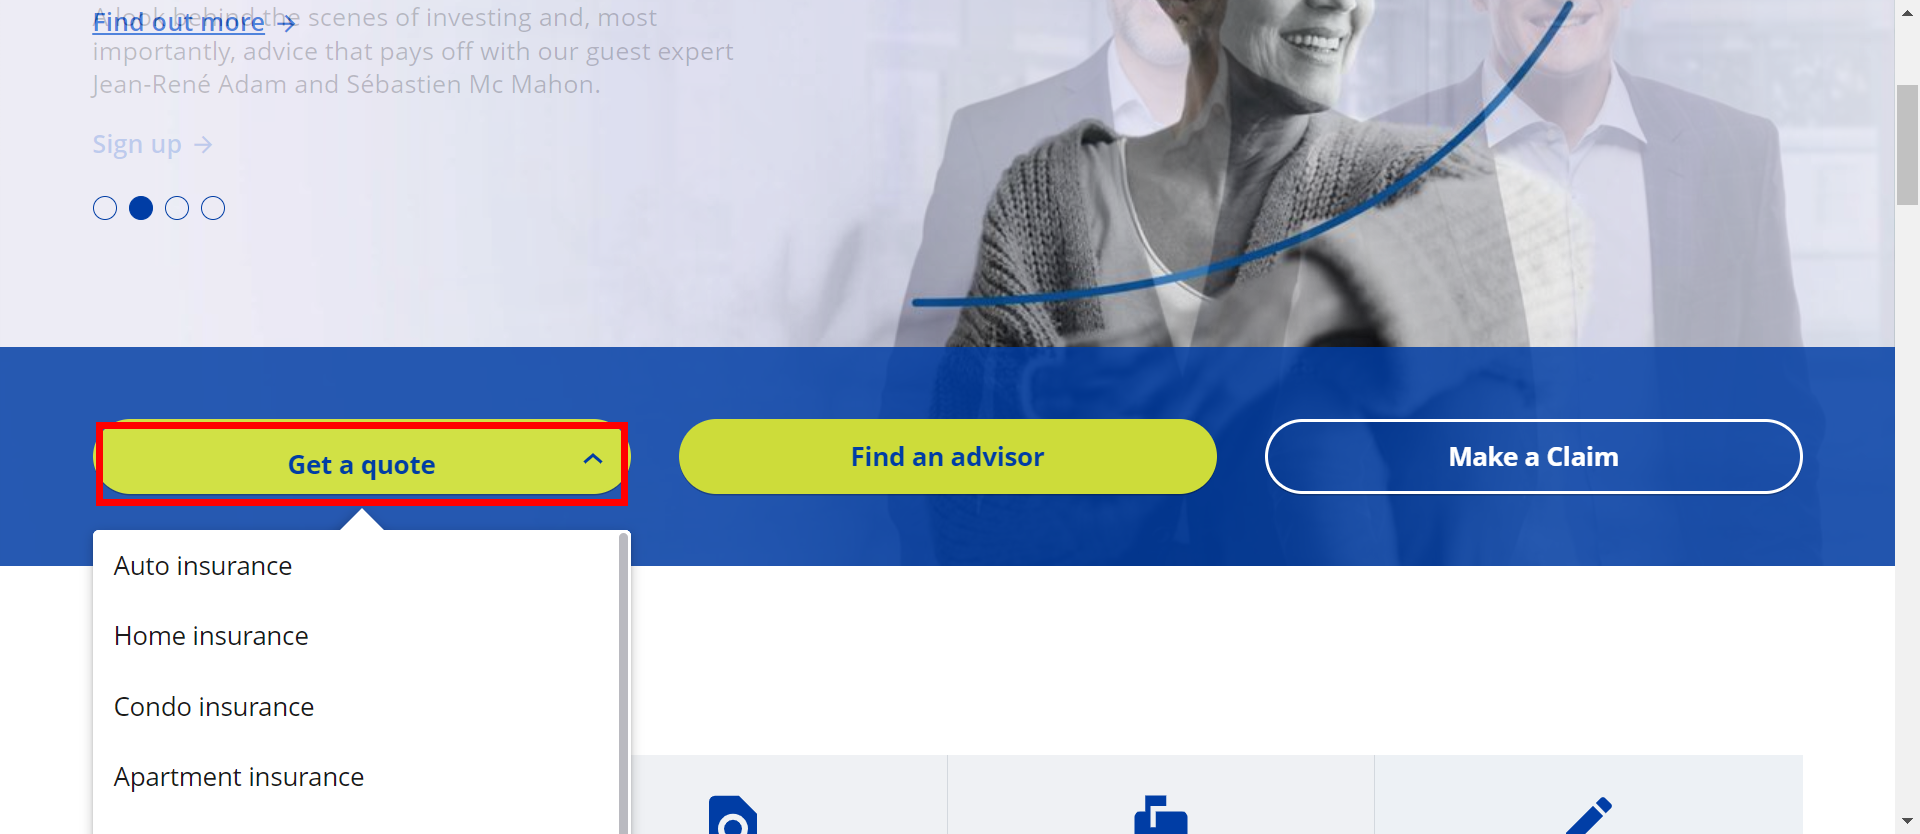 A look behind the scenes of investing and, most
Find out more →
importantly, advice that pays off with our guest expert
Jean-René Adam and Sébastien Mc Mahon.
Sign up →
Get a quote
Find an advisor
Make a Claim
Auto insurance
Home insurance
Condo insurance
Apartment insurance